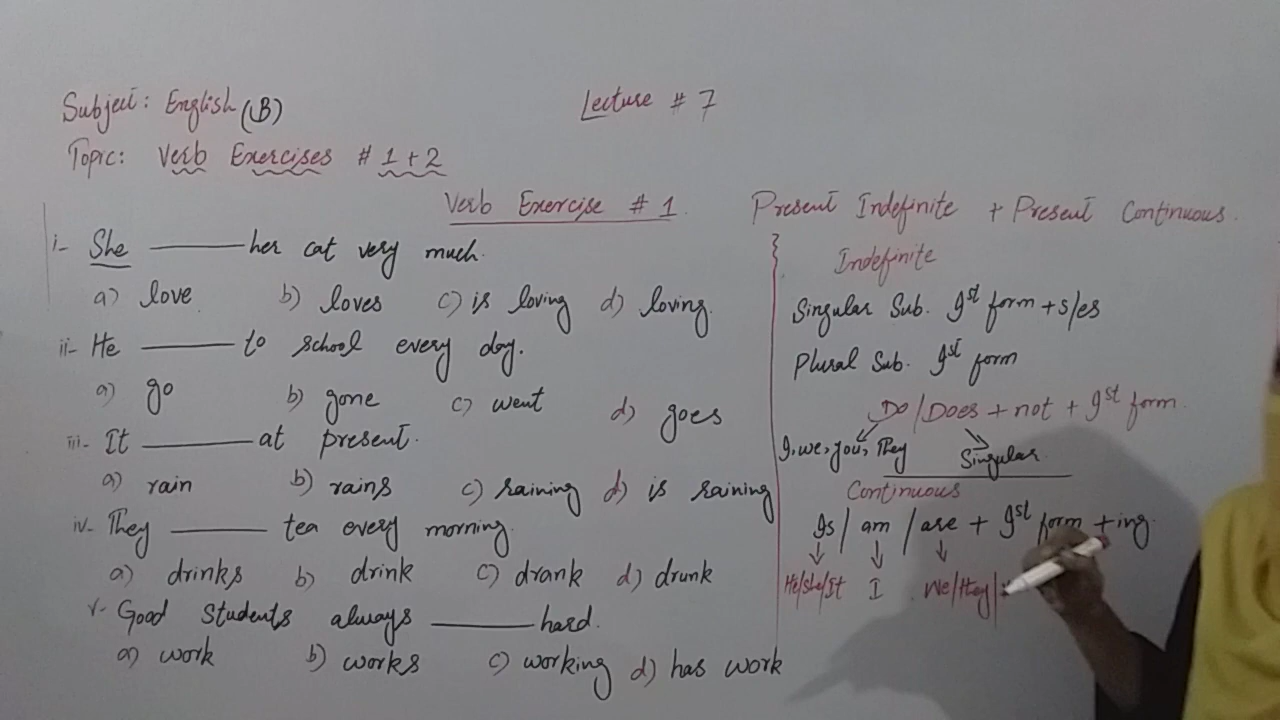 Subject: English (B)
Lecture # 7
Topic: Verb Exercises # 1 + 2
Verb Exercise # 1.
i- She ______ her cat very much.
a) love b) loves c) is loving d) loving.
ii- He ______ to school every day.
a) go b) gone c) went d) goes
iii- It ______ at present.
a) rain b) rains c) raining d) is raining
iv- They ______ tea every morning.
a) drinks b) drink c) drank d) drunk
v- Good Students always ______ hard.
a) work b) works c) working d) has work
Present Indefinite + Present Continuous.
Indefinite
Singular Sub. Ist form + s/es
Plural Sub. Ist form
Do/Does + not + Ist form.
I, we, you, They Singular.
Continuous
Is / am / are + Ist form + ing.
He/She/It I We/they/